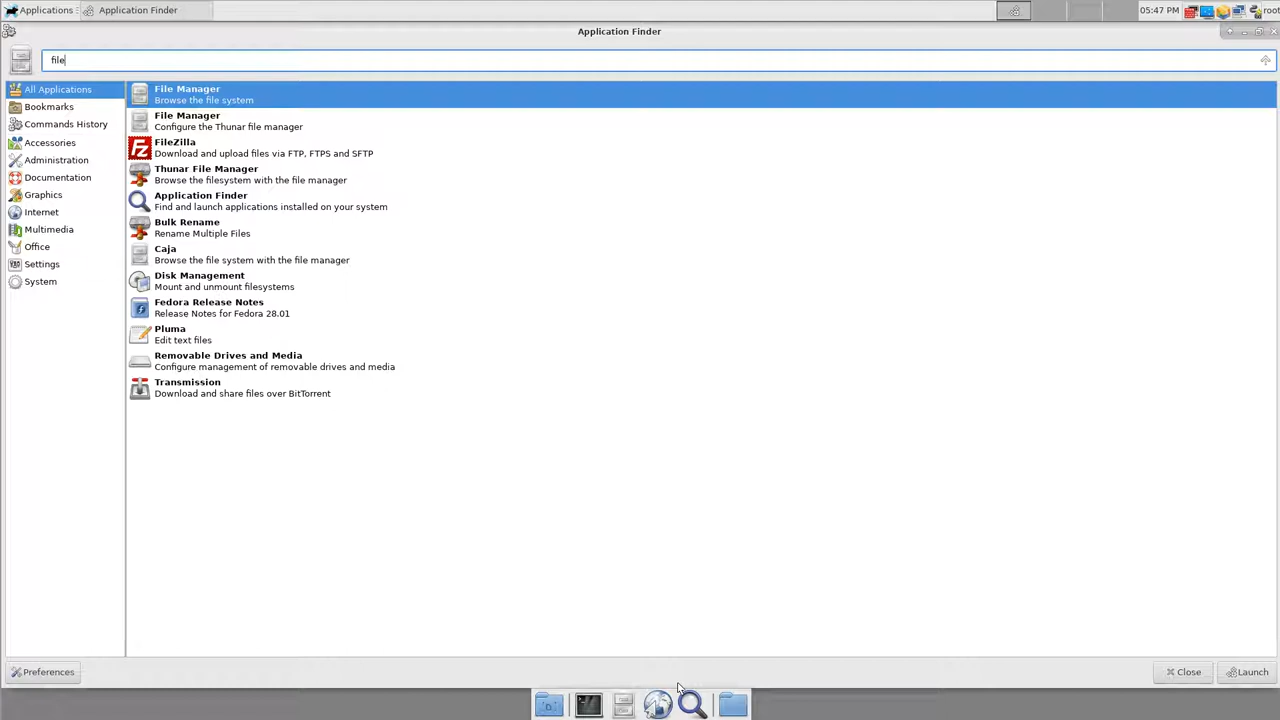 Applications
Application Finder
05:47 PM
root
Application Finder
file
All Applications
Bookmarks
Commands History
Accessories
Administration
Documentation
Graphics
Internet
Multimedia
Office
Settings
System
File Manager
Browse the file system
File Manager
Configure the Thunar file manager
FileZilla
Download and upload files via FTP, FTPS and SFTP
Thunar File Manager
Browse the filesystem with the file manager
Application Finder
Find and launch applications installed on your system
Bulk Rename
Rename Multiple Files
Caja
Browse the file system with the file manager
Disk Management
Mount and unmount filesystems
Fedora Release Notes
Release Notes for Fedora 28.01
Pluma
Edit text files
Removable Drives and Media
Configure management of removable drives and media
Transmission
Download and share files over BitTorrent
Preferences
Close
Launch